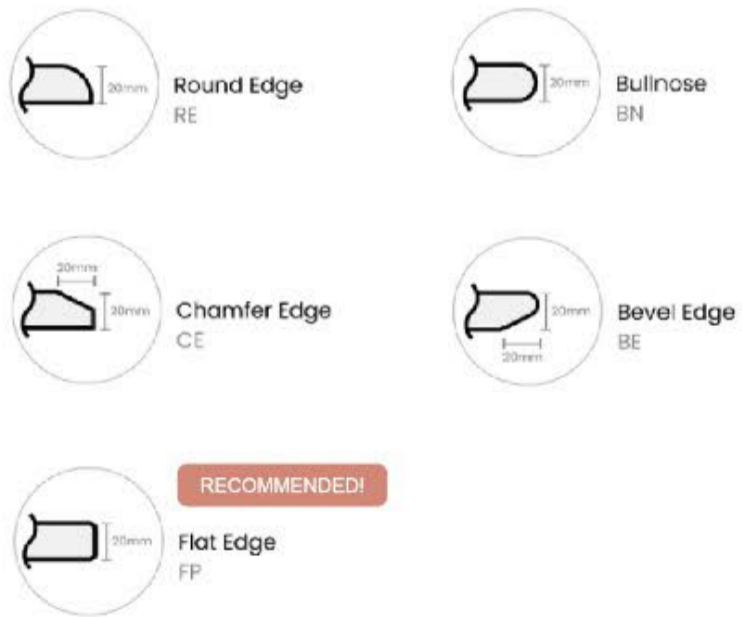 20mm
Round Edge
RE
20mm
Bullnose
BN
20mm
20mm
Chamfer Edge
CE
20mm
20mm
Bevel Edge
BE
RECOMMENDED!
20mm
Flat Edge
FP